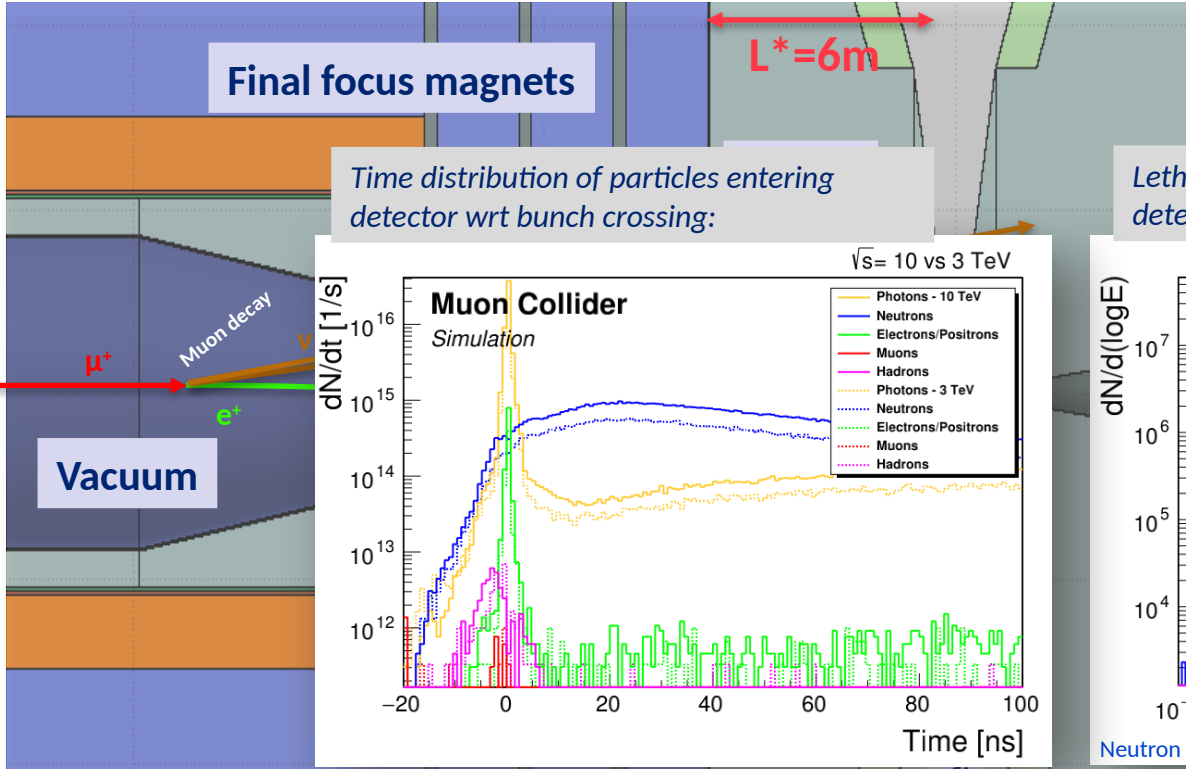 L*=6m
Final focus magnets
Time distribution of particles entering
detector wrt bunch crossing:
Leth
dete
√s= 10 vs 3 TeV
dN/dt [1/s]
Muon Collider
Simulation
Photons - 10 TeV
Neutrons
Electrons/Positrons
Muons
Hadrons
Photons - 3 TeV
Neutrons
Electrons/Positrons
Muons
Hadrons
10¹⁶
10¹⁵
10¹⁴
10¹³
10¹²
−20 0 20 40 60 80 100
Time [ns]
Muon decay
μ⁺
ν
e⁺
Vacuum
dN/d(logE)
10⁷
10⁶
10⁵
10⁴
10⁻
Neutron